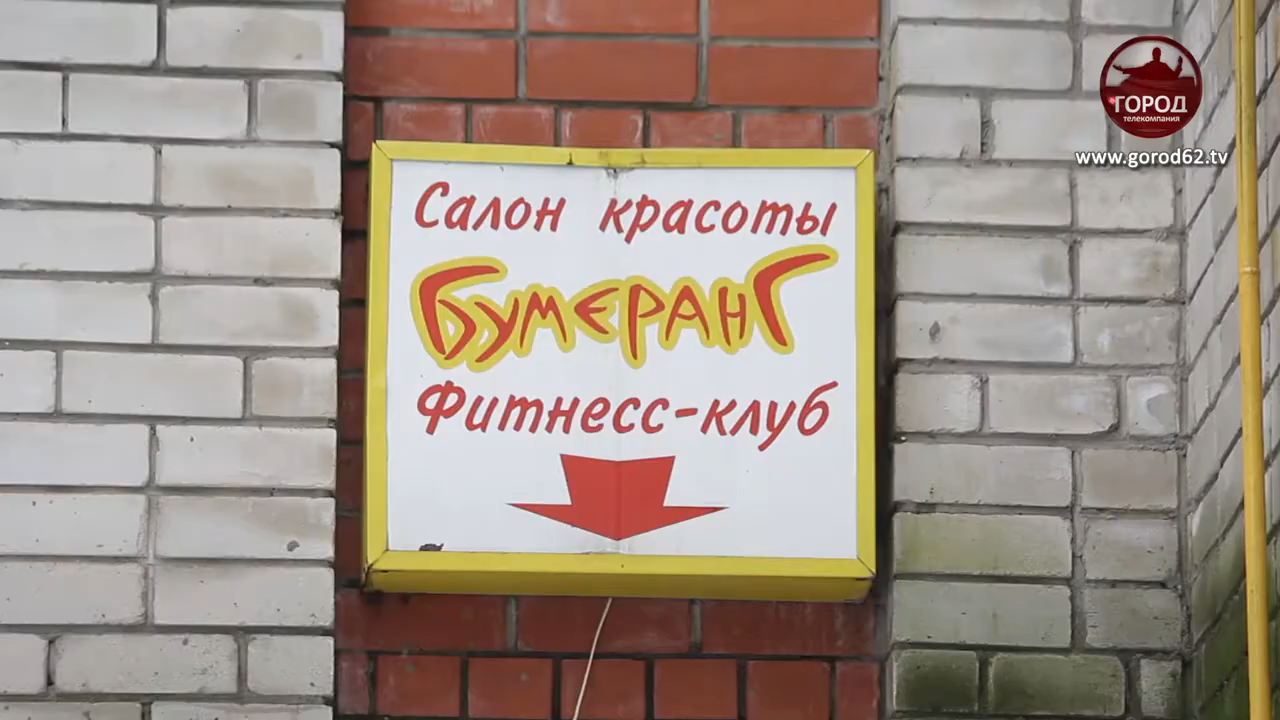 Салон красоты
БУМЕРАНГ
Фитнесс-клуб
ГОРОД
телекомпания
www.gorod62.tv